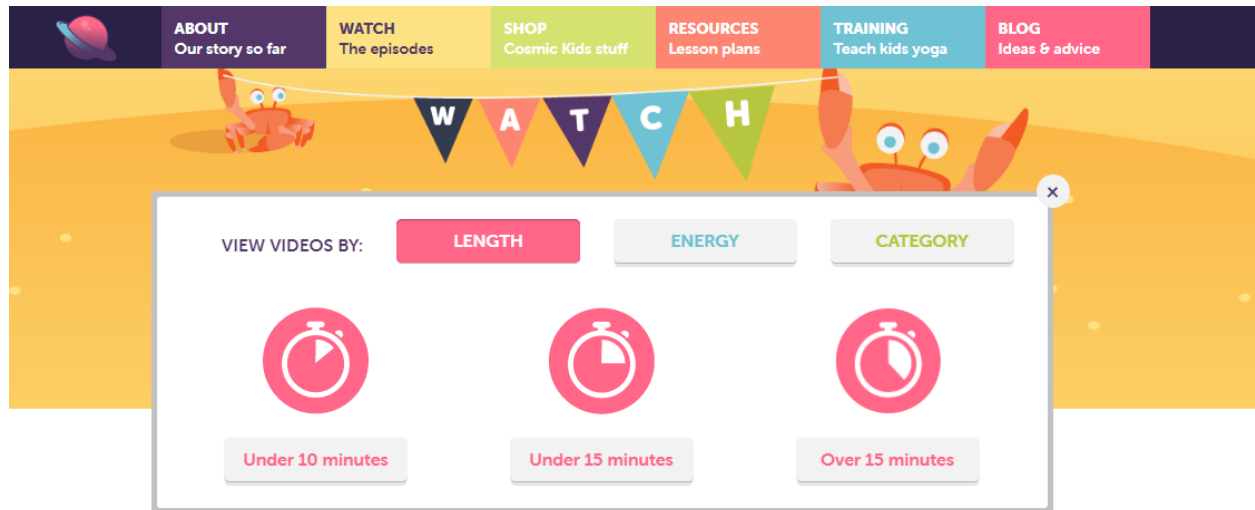 ABOUT
Our story so far
WATCH
The episodes
SHOP
Cosmic Kids stuff
RESOURCES
Lesson plans
TRAINING
Teach kids yoga
BLOG
Ideas & advice
WATCH
×
VIEW VIDEOS BY:
LENGTH
ENERGY
CATEGORY
Under 10 minutes
Under 15 minutes
Over 15 minutes